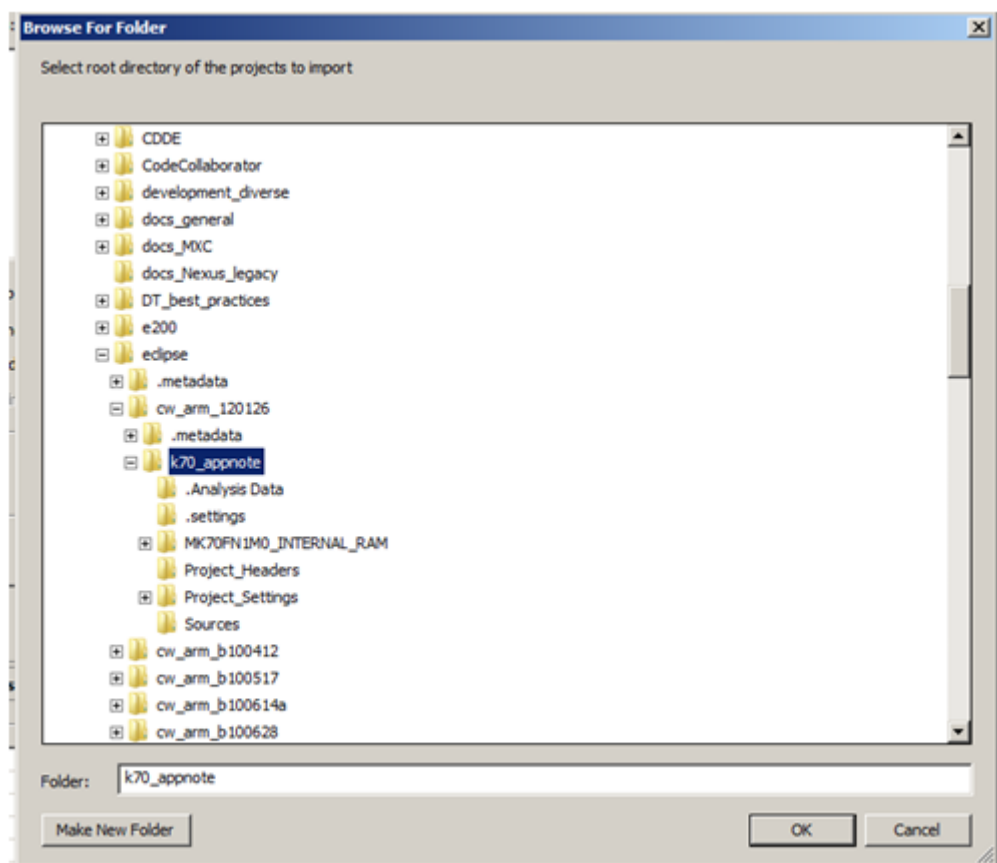 Browse For Folder
Select root directory of the projects to import
CDDE
CodeCollaborator
development_diverse
docs_general
docs_MXC
docs_Nexus_legacy
DT_best_practices
e200
eclipse
.metadata
cw_arm_120126
.metadata
k70_appnote
.Analysis Data
.settings
MK70FN1M0_INTERNAL_RAM
Project_Headers
Project_Settings
Sources
cw_arm_b100412
cw_arm_b100517
cw_arm_b100614a
cw_arm_b100628
Folder: k70_appnote
Make New Folder OK Cancel